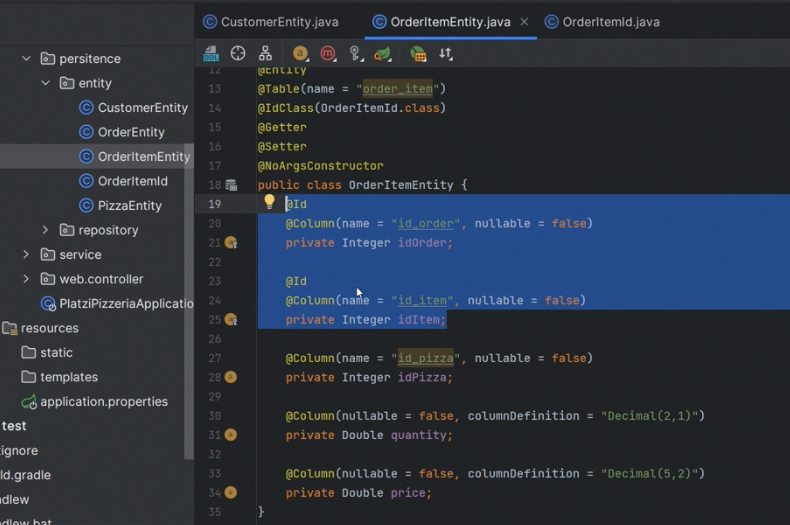 CustomerEntity.java
OrderItemEntity.java
OrderItemId.java
persitence
entity
CustomerEntity
OrderEntity
OrderItemEntity
OrderItemId
PizzaEntity
repository
service
web.controller
PlatziPizzeriaApplicatio
resources
static
templates
application.properties
test
ignore
ld.gradle
ndlew
ndlew.bat
DDL
12 @Entity
13 @Table(name = "order_item")
14 @IdClass(OrderItemId.class)
15 @Getter
16 @Setter
17 @NoArgsConstructor
18 public class OrderItemEntity {
19 @Id
20 @Column(name = "id_order", nullable = false)
21 private Integer idOrder;
22
23 @Id
24 @Column(name = "id_item", nullable = false)
25 private Integer idItem;
26
27 @Column(name = "id_pizza", nullable = false)
28 private Integer idPizza;
29
30 @Column(nullable = false, columnDefinition = "Decimal(2,1)")
31 private Double quantity;
32
33 @Column(nullable = false, columnDefinition = "Decimal(5,2)")
34 private Double price;
35 }